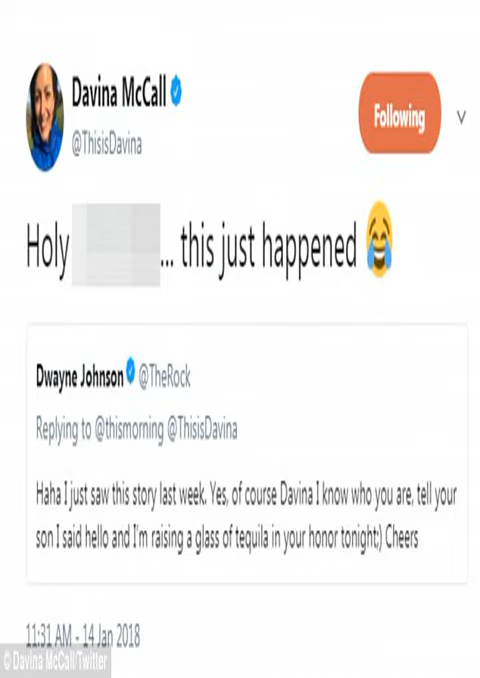 Davina McCall
@ThisisDavina
Following
Holy ... this just happened 😂
Dwayne Johnson @TheRock
Replying to @thismorning @ThisisDavina
Haha I just saw this story last week. Yes, of course Davina I know who you are, tell your
son I said hello and I'm raising a glass of tequila in your honor tonight;) Cheers
11:31 AM - 14 Jan 2018
© Davina McCall/Twitter